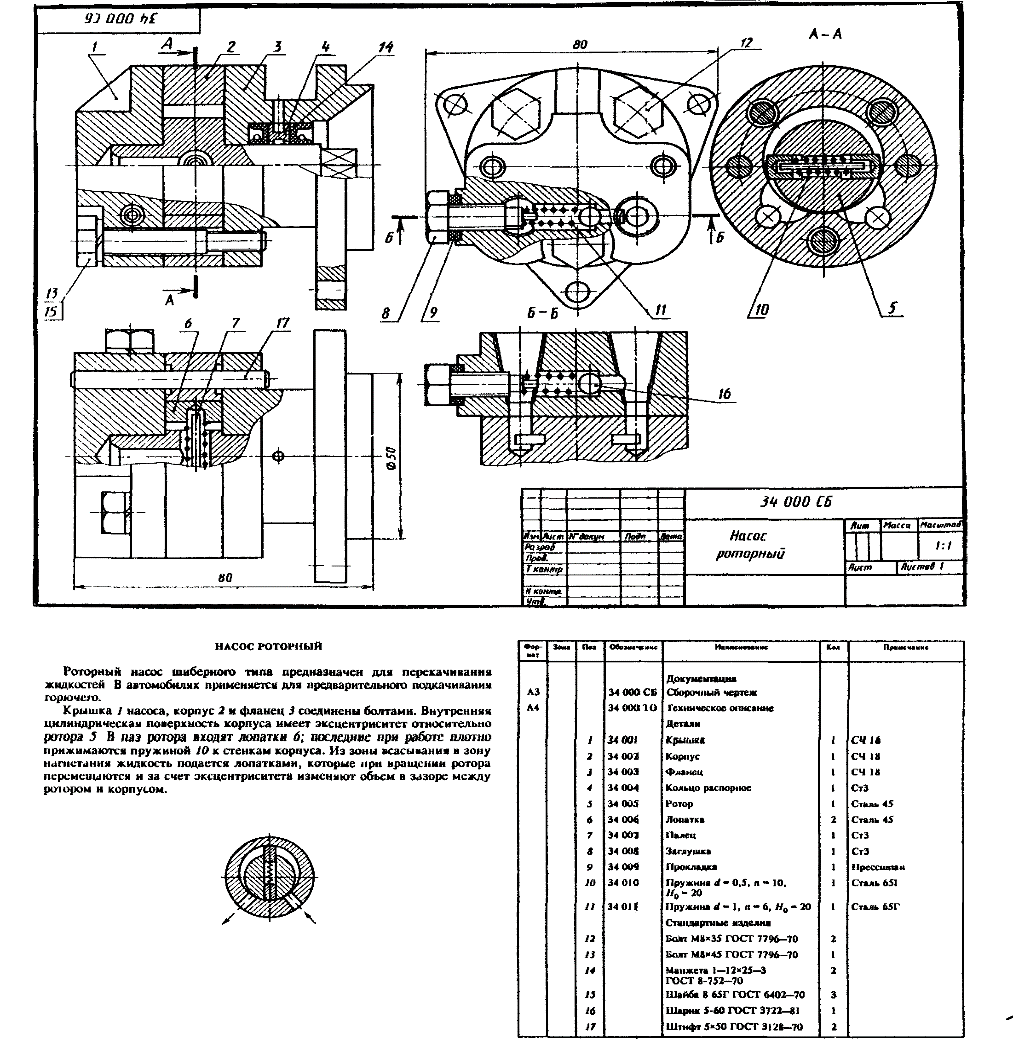 34 000 СБ
1
А
2
3
4
14
80
12
А-А
13
15
А
Б
8
9
11
Б
10
5
6
7
17
Б-Б
16
Ø50
80
34 000 СБ
Насос
роторный
Лит Масса Масштаб
1:1
Лист Листов 1
Изм Лист N° докум Подп Дата
Разраб
Пров.
Т контр
Н контр
Утв.
НАСОС РОТОРНЫЙ
Роторный насос шиберного типа предназначен для перекачивания
жидкостей В автомобилях применяется для предварительного подкачивания
горючего.
Крышка 1 насоса, корпус 2 и фланец 3 соединены болтами. Внутренняя
цилиндрическая поверхность корпуса имеет эксцентриситет относительно
ротора 5 В паз ротора входят лопатки 6; последние при работе плотно
прижимаются пружиной 10 к стенкам корпуса. Из зоны всасывания в зону
нагнетания жидкость подается лопатками, которые при вращении ротора
перемещаются и за счет эксцентриситета изменяют объем в зазоре между
ротором и корпусом.
Фор-мат Зона Поз Обозначение Наименование Кол Примечание
Документация
А3 34 000 СБ Сборочный чертеж
А4 34 000 ТО Техническое описание
Детали
1 34 001 Крышка 1 СЧ 18
2 34 002 Корпус 1 СЧ 18
3 34 003 Фланец 1 СЧ 18
4 34 004 Кольцо распорное 1 Ст3
5 34 005 Ротор 1 Сталь 45
6 34 006 Лопатка 2 Сталь 45
7 34 007 Палец 1 Ст3
8 34 008 Заглушка 1 Ст3
9 34 009 Прокладка 1 Прессшпан
10 34 010 Пружина d = 0,5, n = 10, 1 Сталь 65Г
H₀ = 20
11 34 011 Пружина d = 1, n = 6, H₀ = 20 1 Сталь 65Г
Стандартные изделия
12 Болт М8×35 ГОСТ 7796—70 2
13 Болт М8×45 ГОСТ 7796—70 1
14 Манжета 1—12×25—3 2
ГОСТ 8-752—70
15 Шайба 8 65Г ГОСТ 6402—70 3
16 Шарик 5-60 ГОСТ 3722—81 1
17 Штифт 5×50 ГОСТ 3128—70 2